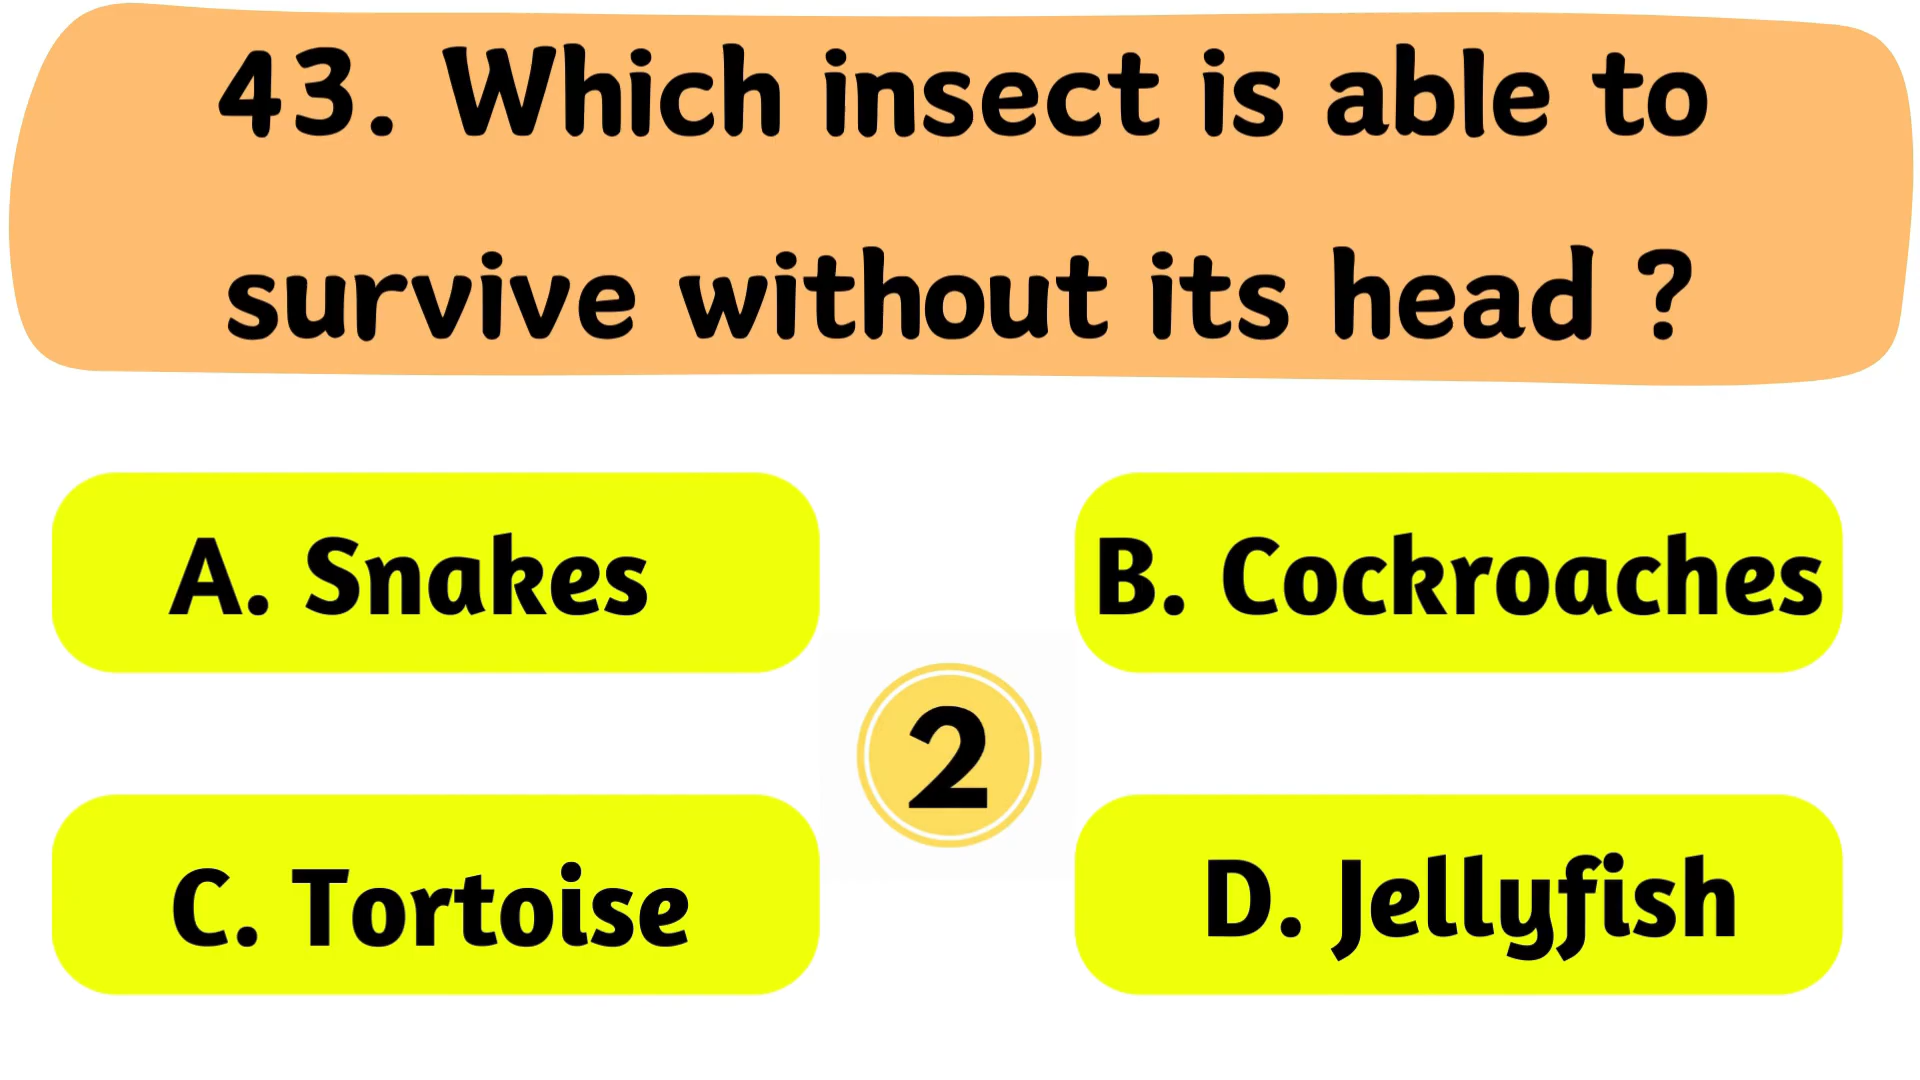 43. Which insect is able to
survive without its head ?
A. Snakes
B. Cockroaches
2
C. Tortoise
D. Jellyfish